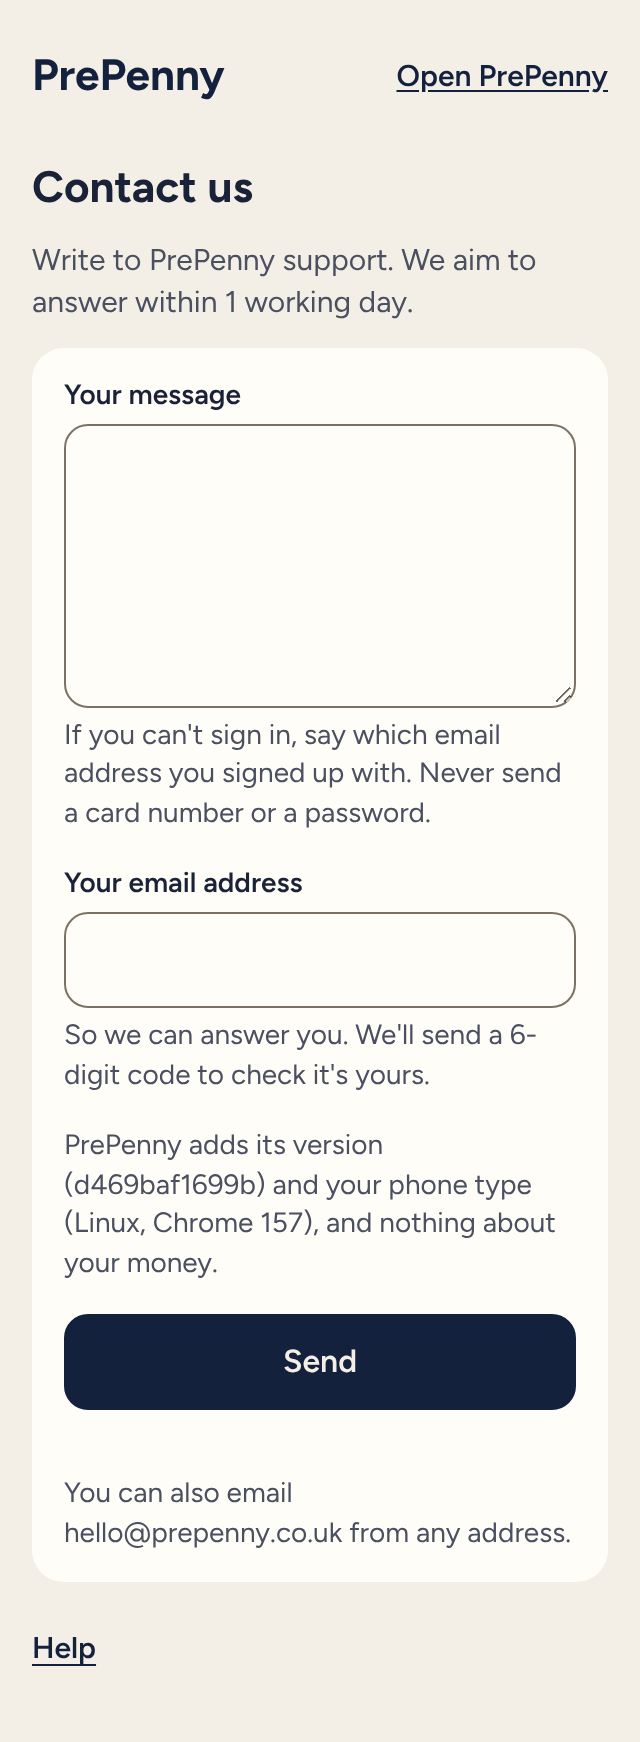 PrePenny
Open PrePenny
Contact us
Write to PrePenny support. We aim to
answer within 1 working day.
Your message
If you can't sign in, say which email
address you signed up with. Never send
a card number or a password.
Your email address
So we can answer you. We'll send a 6-
digit code to check it's yours.
PrePenny adds its version
(d469baf1699b) and your phone type
(Linux, Chrome 157), and nothing about
your money.
Send
You can also email
hello@prepenny.co.uk from any address.
Help